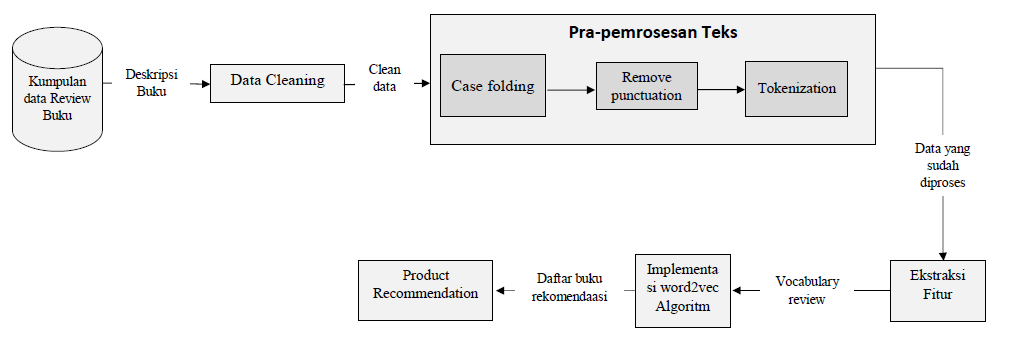 Kumpulan
data Review
Buku
Deskripsi
Buku
Data Cleaning
Clean
data
Pra-pemrosesan Teks
Case folding
Remove
punctuation
Tokenization
Data yang
sudah
diproses
Ekstraksi
Fitur
Vocabulary
review
Implementa
si word2vec
Algoritm
Daftar buku
rekomendaasi
Product
Recommendation